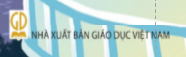 NHÀ XUẤT BẢN GIÁO DỤC VIỆT NAM